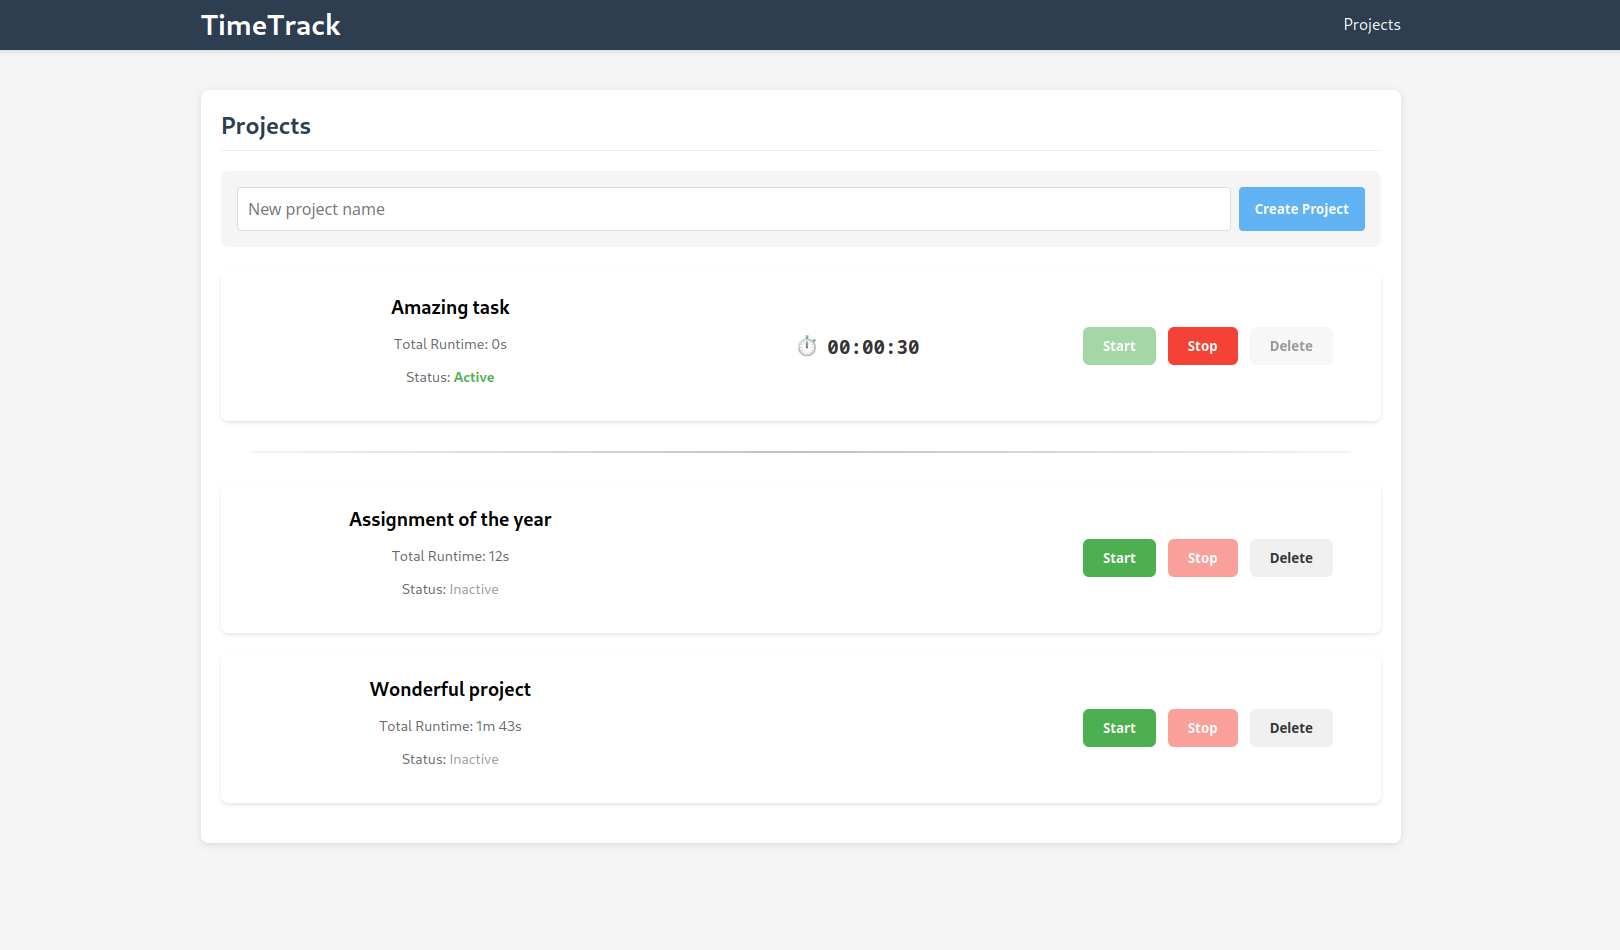 TimeTrack
Projects
Projects
New project name
Create Project
Amazing task
Total Runtime: 0s
Status: Active
00:00:30
Start
Stop
Delete
Assignment of the year
Total Runtime: 12s
Status: Inactive
Start
Stop
Delete
Wonderful project
Total Runtime: 1m 43s
Status: Inactive
Start
Stop
Delete